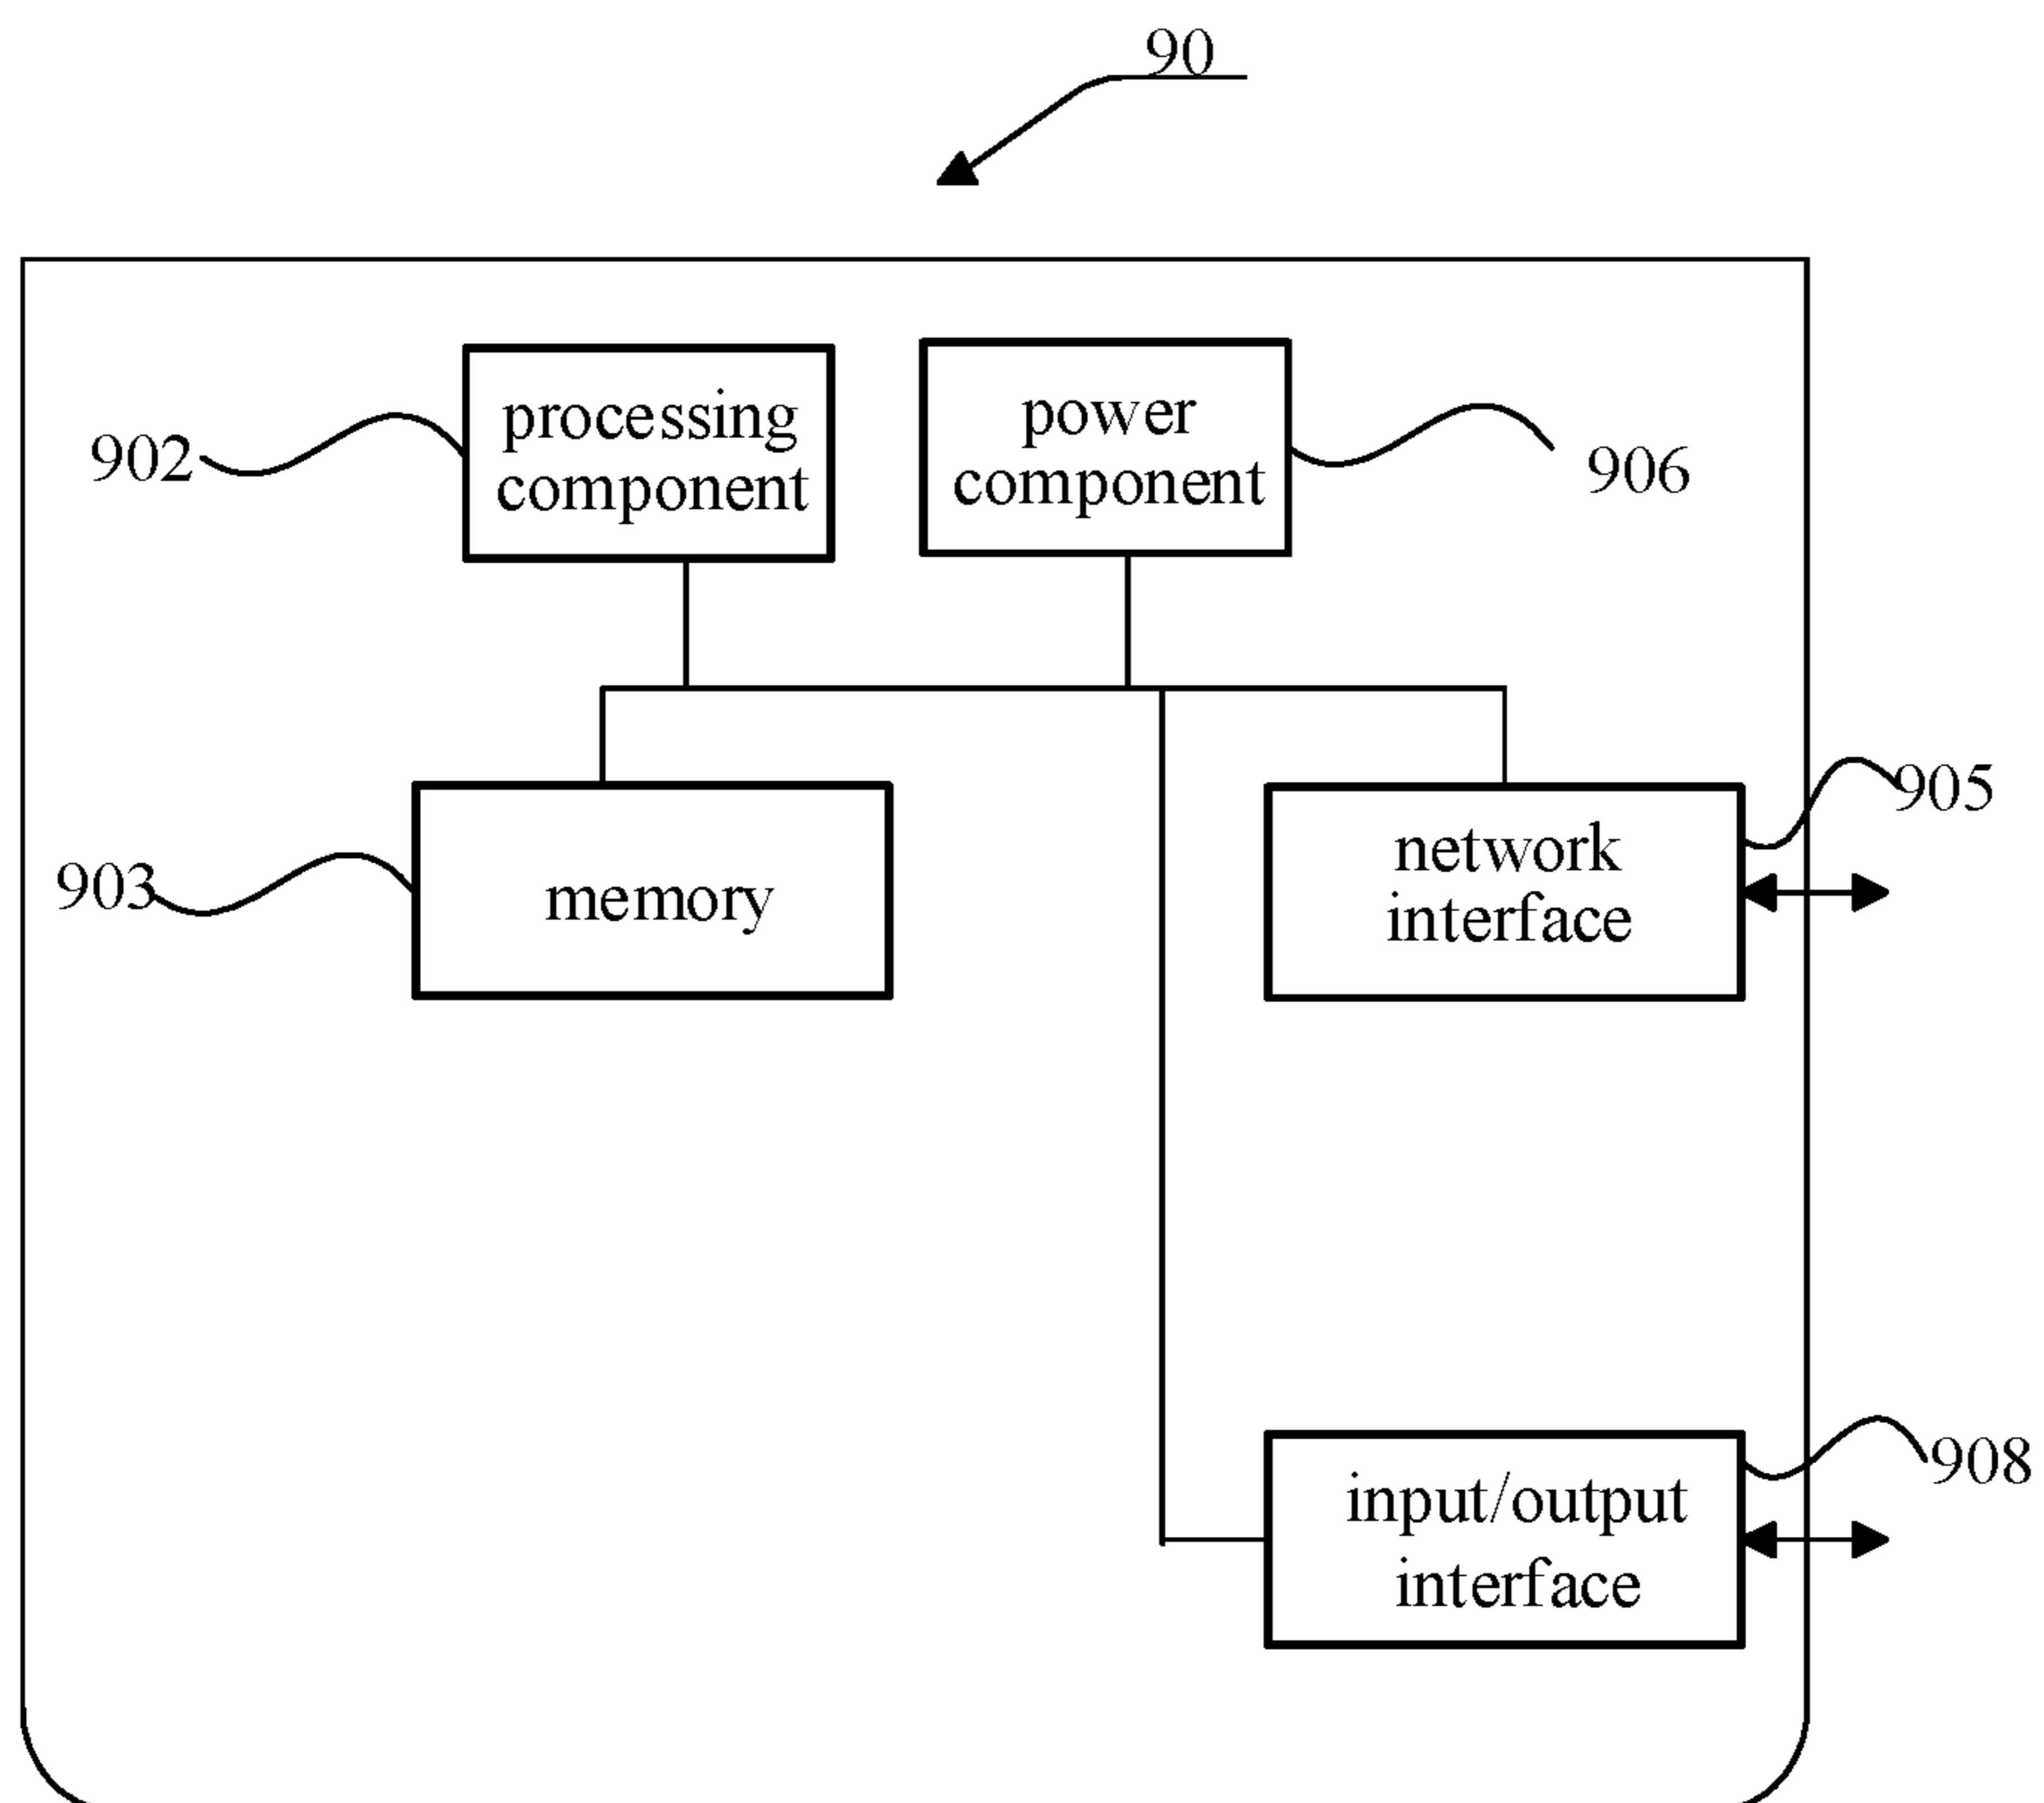 90
processing
component
power
component
902
906
905
network
interface
903
memory
908
input/output
interface